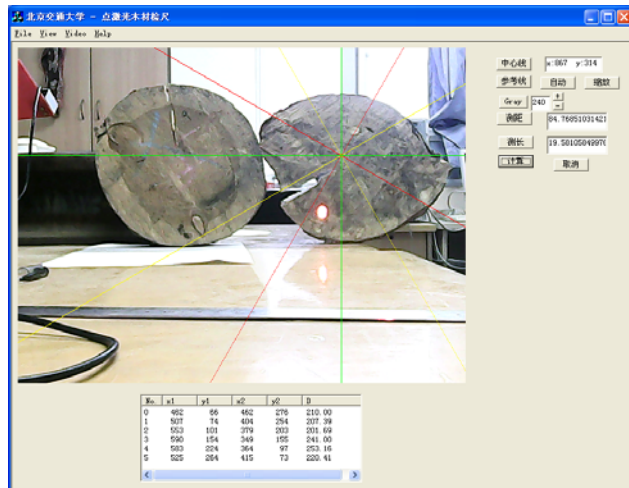 北京交通大学 - 点激光木材检尺
File View Video Help
中心线 x:867 y:314
参考线 自动 缩放
Gray 240 + -
测距 84.76851031421
测长 19.58105849976
计算 取消
No. x1 y1 x2 y2 D
0 462 66 462 276 210.00
1 507 74 404 254 207.39
2 553 101 379 203 201.69
3 590 154 349 155 241.00
4 583 224 364 97 253.16
5 525 264 415 73 220.41